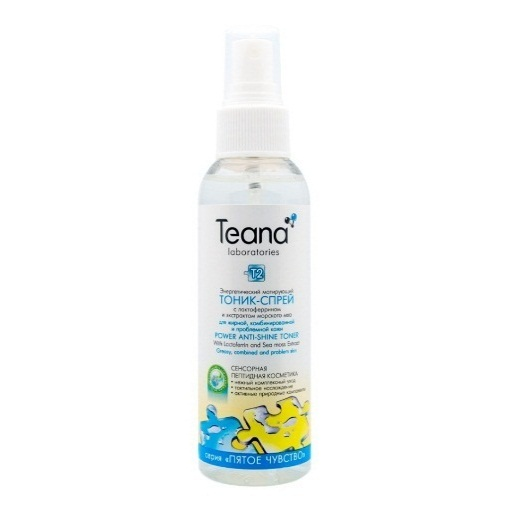 Teana
laboratories
T2
Энергетический матирующий
ТОНИК-СПРЕЙ
с лактоферрином
и экстрактом морского мха
для жирной, комбинированной
и проблемной кожи
POWER ANTI-SHINE TONER
With Lactoferrin and Sea moss Extract
Greasy, combined and problem skin
СЕНСОРНАЯ
ПЕПТИДНАЯ КОСМЕТИКА
• нежный комплексный уход
• тактильное наслаждение
• активные природные компоненты
серия «ПЯТОЕ ЧУВСТВО»